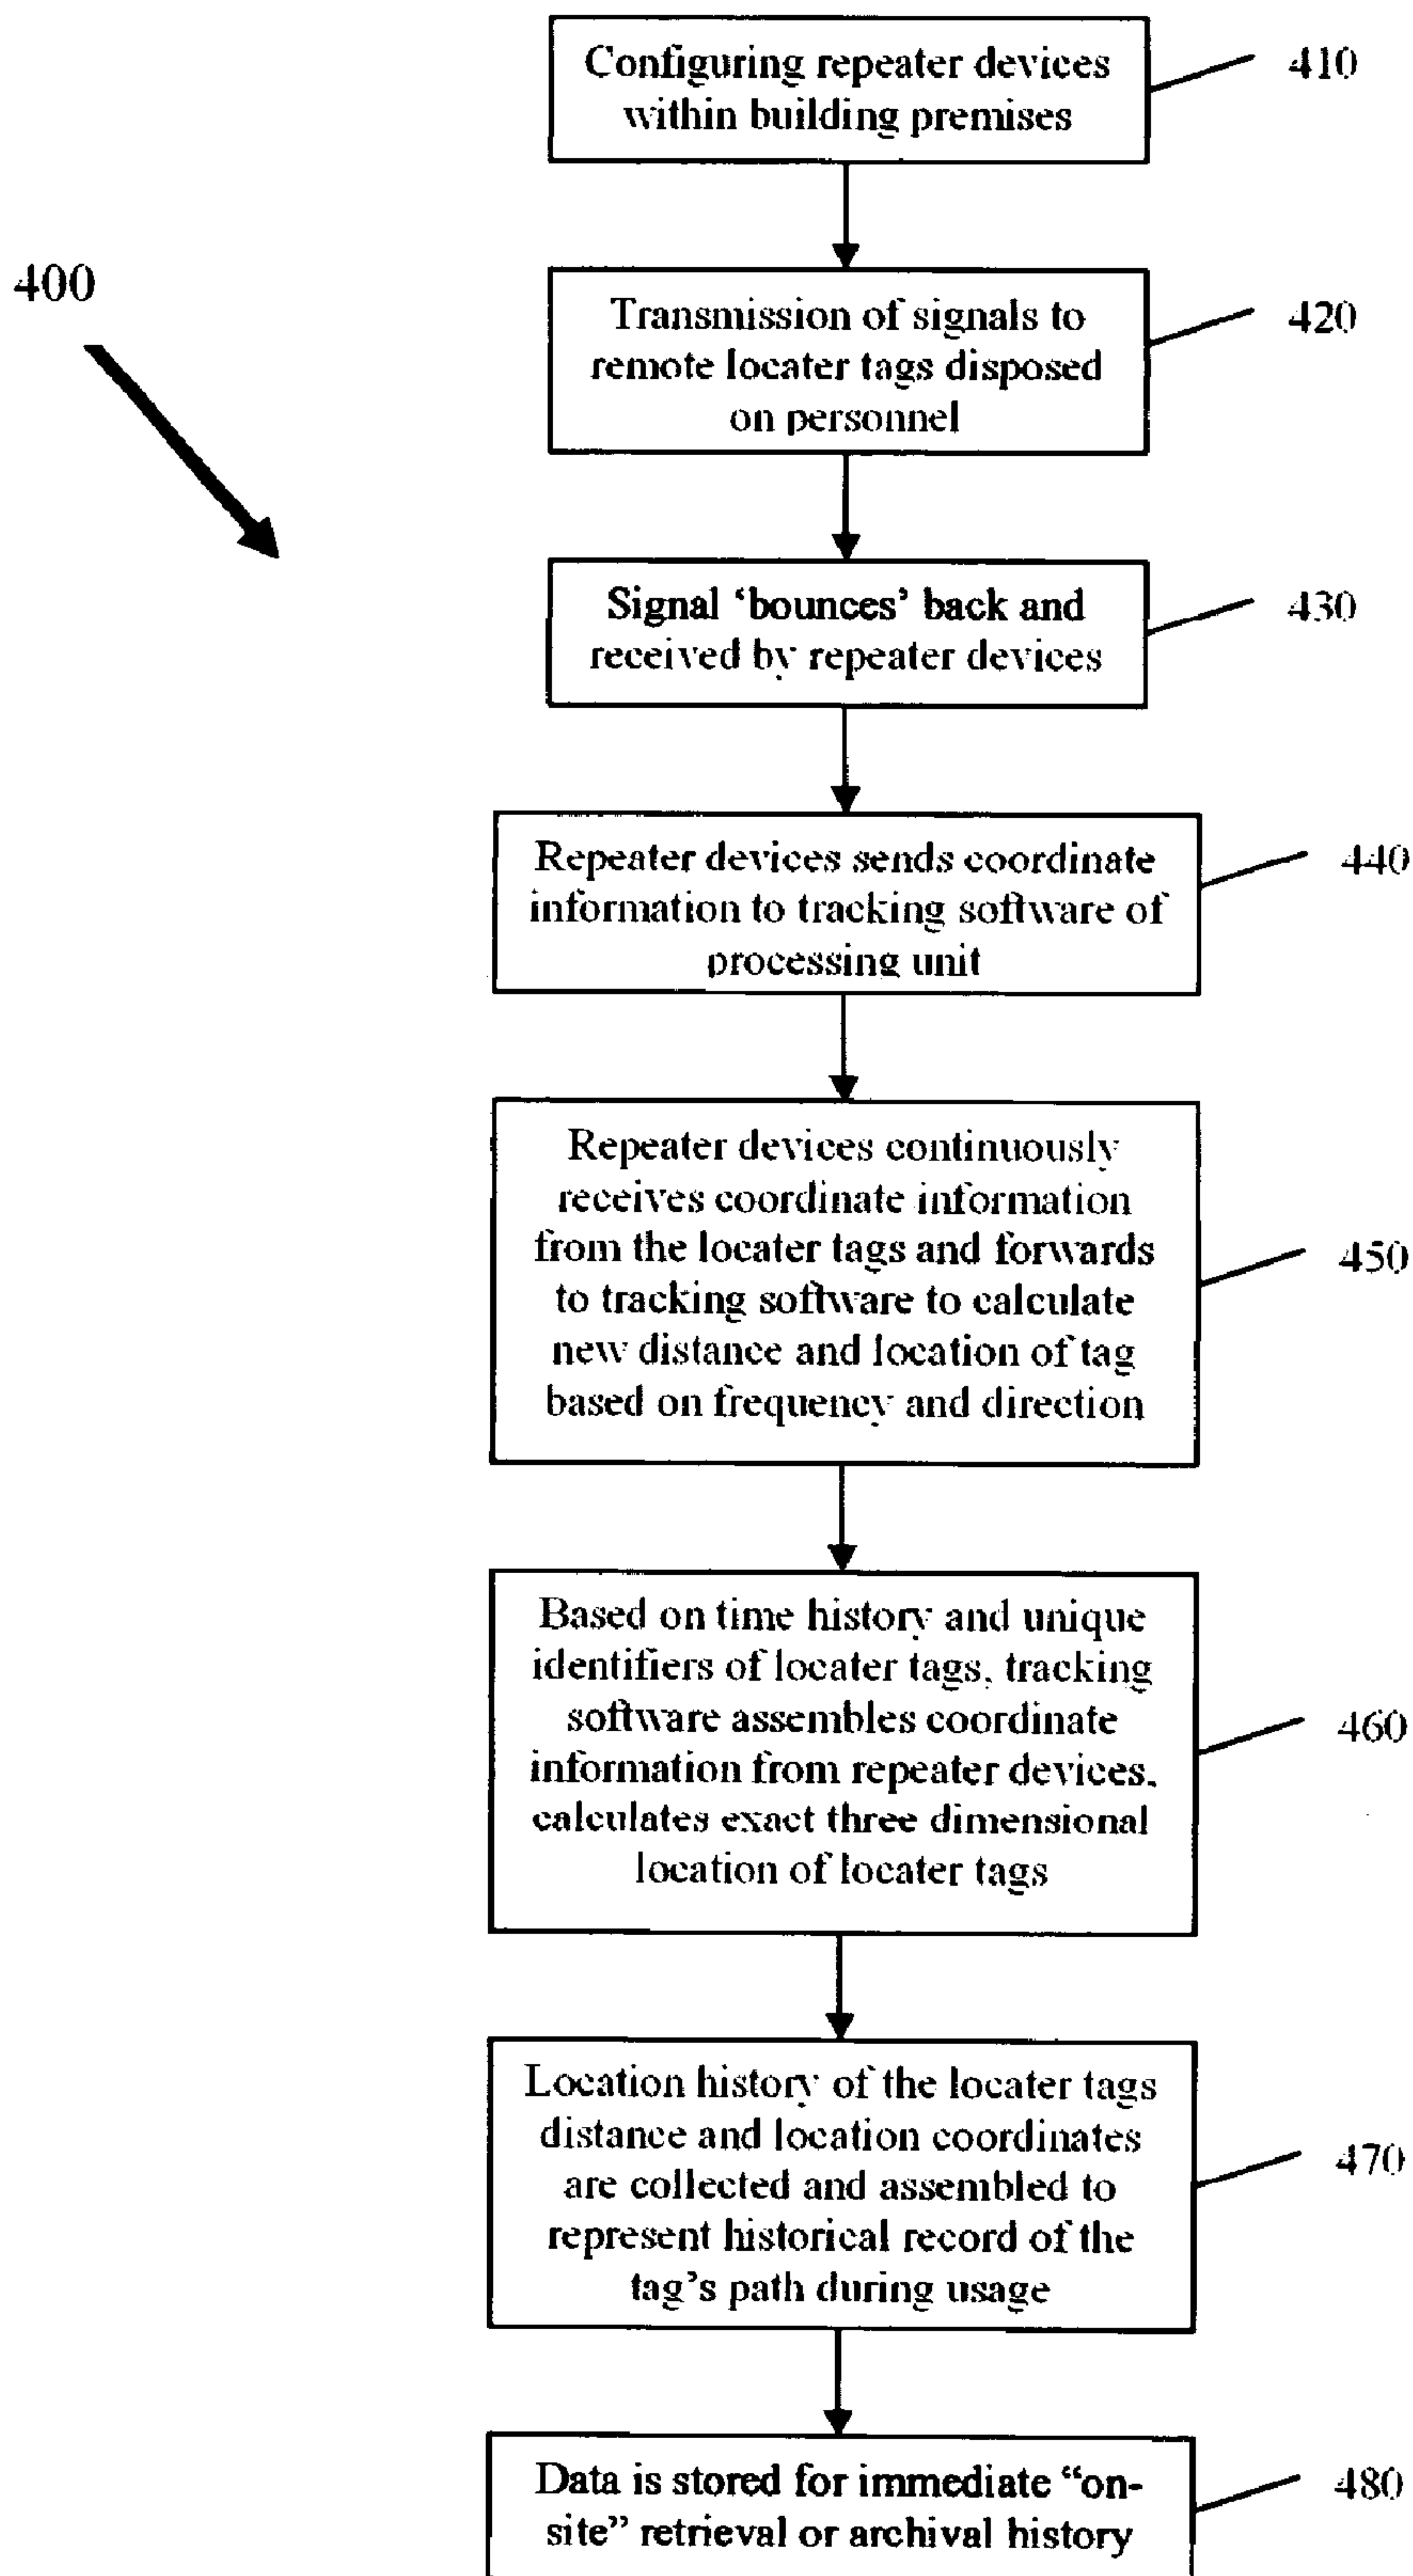 Configuring repeater devices
within building premises
410
400
Transmission of signals to
remote locater tags disposed
on personnel
420
Signal ‘bounces’ back and
received by repeater devices
430
Repeater devices sends coordinate
information to tracking software of
processing unit
440
Repeater devices continuously
receives coordinate information
from the locater tags and forwards
to tracking software to calculate
new distance and location of tag
based on frequency and direction
450
Based on time history and unique
identifiers of locater tags, tracking
software assembles coordinate
information from repeater devices,
calculates exact three dimensional
location of locater tags
460
Location history of the locater tags
distance and location coordinates
are collected and assembled to
represent historical record of the
tag’s path during usage
470
Data is stored for immediate “on-
site” retrieval or archival history
480